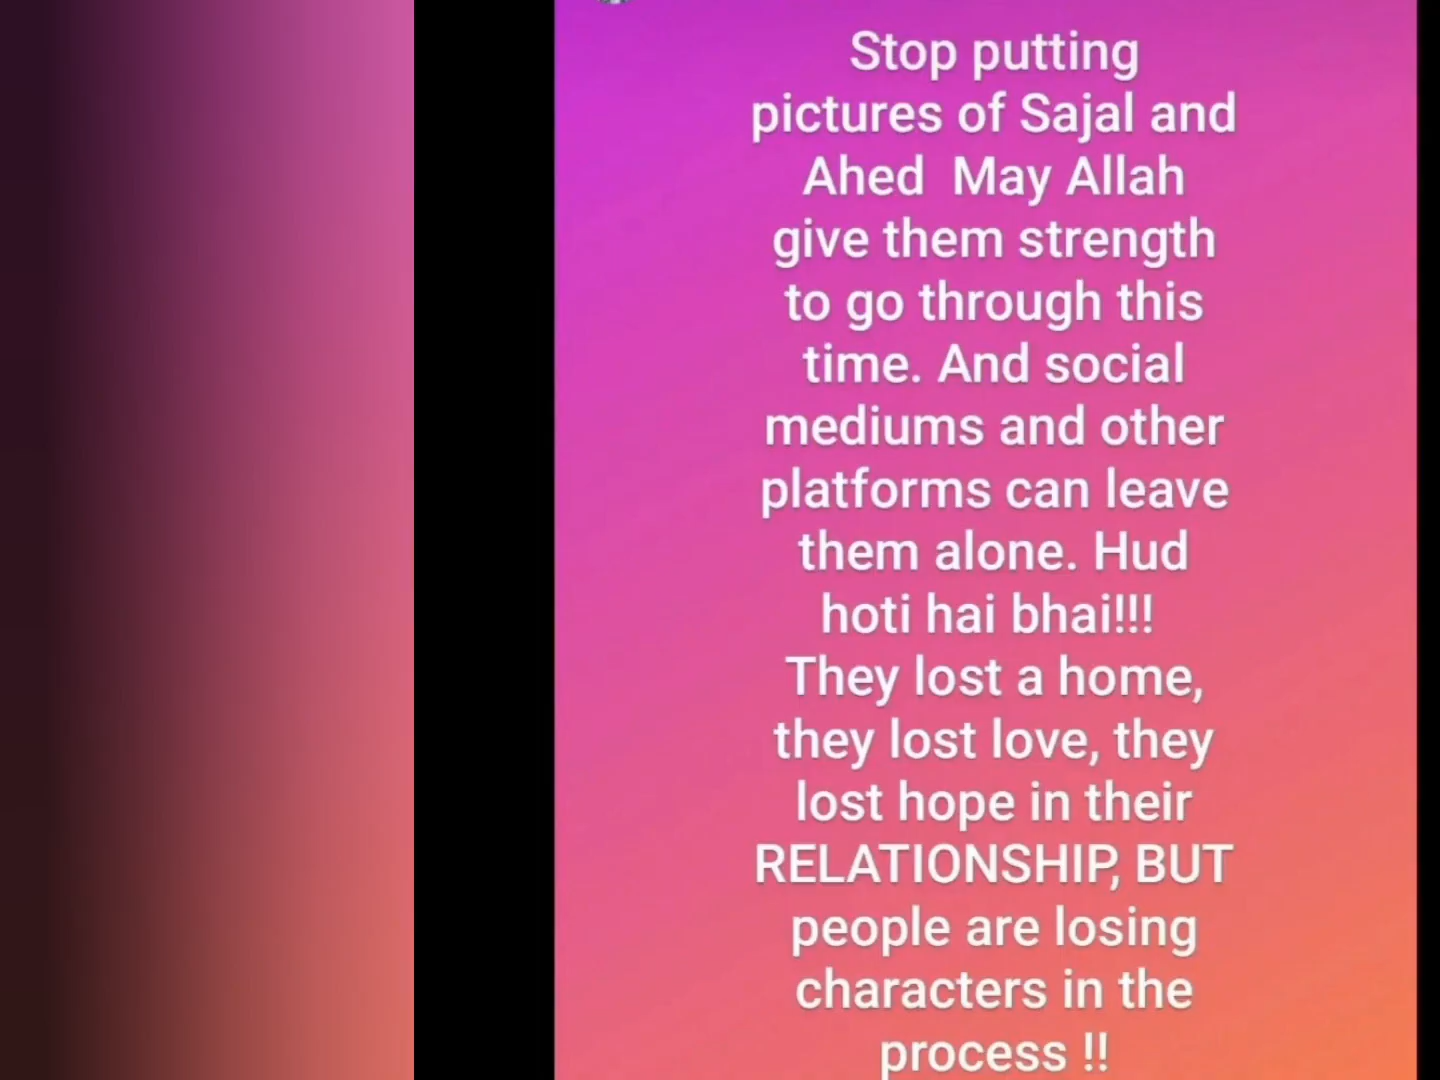 Stop putting
pictures of Sajal and
Ahed  May Allah
give them strength
to go through this
time. And social
mediums and other
platforms can leave
them alone. Hud
hoti hai bhai!!!
They lost a home,
they lost love, they
lost hope in their
RELATIONSHIP, BUT
people are losing
characters in the
process !!